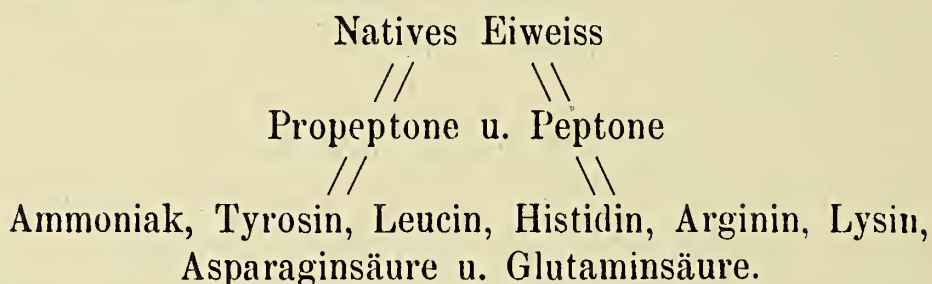 Natives Eiweiss
// \\
Propeptone u. Peptone
// \\
Ammoniak, Tyrosin, Leucin, Histidin, Arginin, Lysin,
Asparaginsäure u. Glutaminsäure.